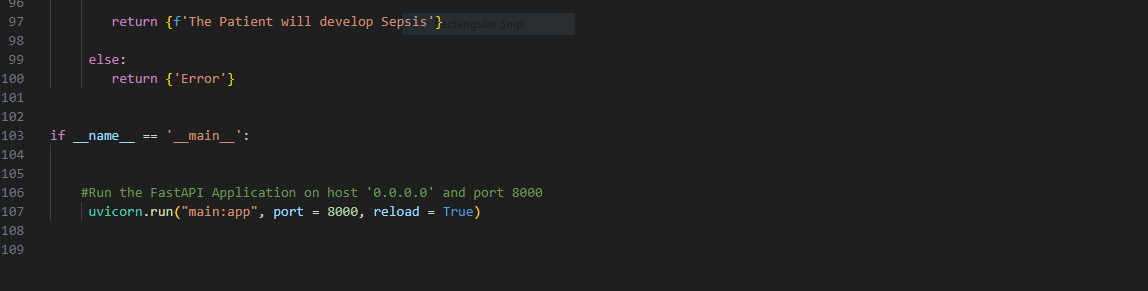 96
97 return {f'The Patient will develop Sepsis'}
Rectangular Snip
98
99 else:
100 return {'Error'}
101
102
103 if __name__ == '__main__':
104
105
106 #Run the FastAPI Application on host '0.0.0.0' and port 8000
107 uvicorn.run("main:app", port = 8000, reload = True)
108
109